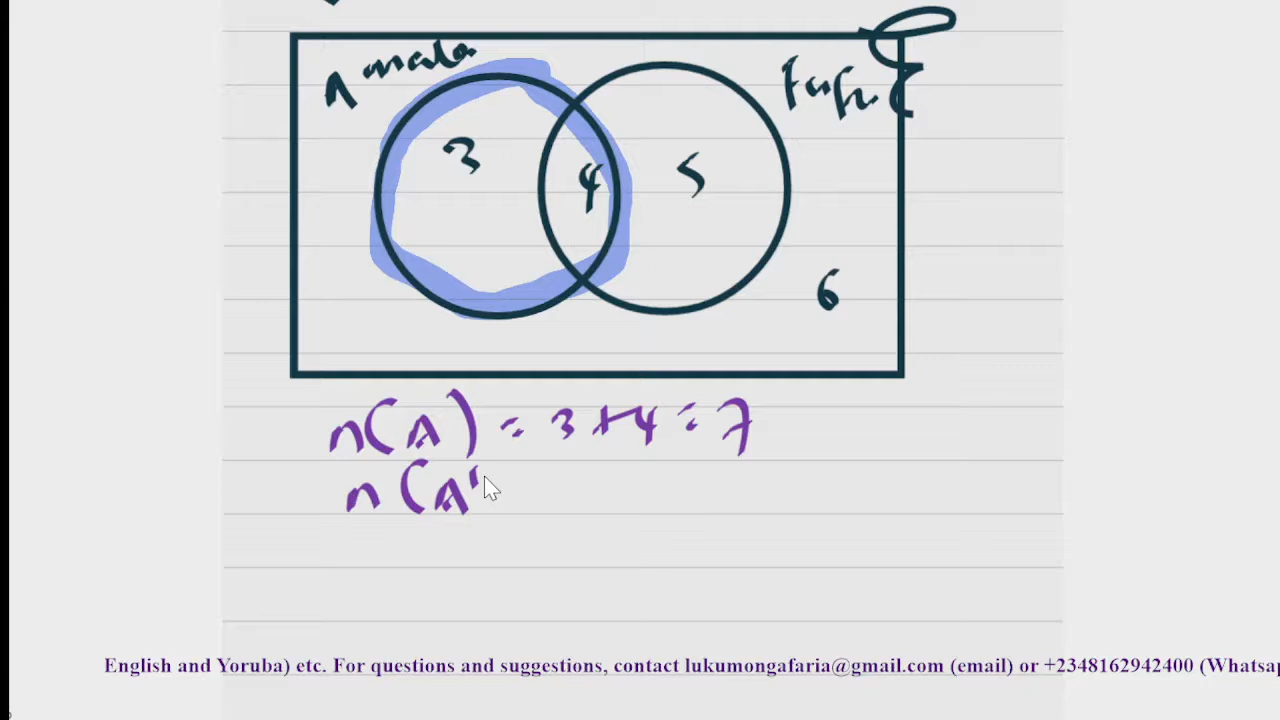 Amala
Fufu
3
4
5
6
n(A) = 3+4 = 7
n(A'
English and Yoruba) etc. For questions and suggestions, contact lukumongafaria@gmail.com (email) or +2348162942400 (Whatsap